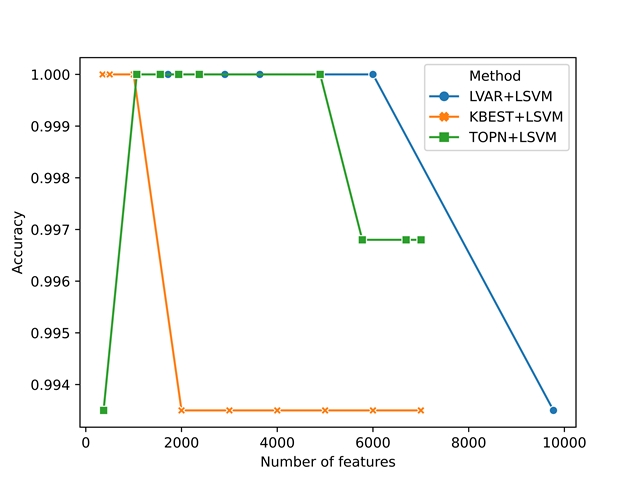 Method
LVAR+LSVM
KBEST+LSVM
TOPN+LSVM
1.000
0.999
0.998
0.997
0.996
0.995
0.994
Accuracy
0 2000 4000 6000 8000 10000
Number of features